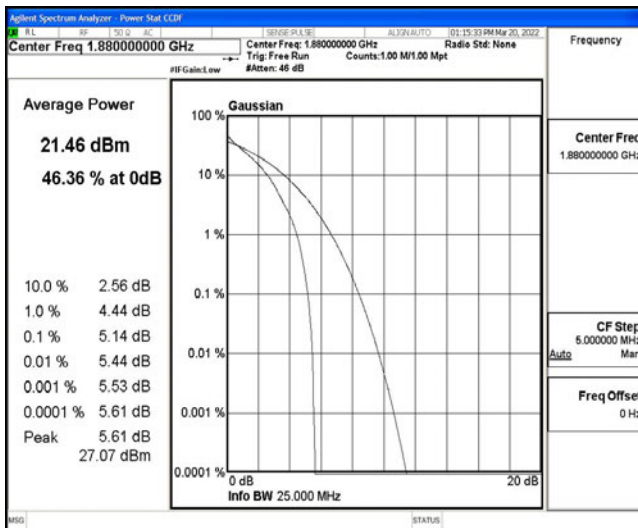 Agilent Spectrum Analyzer - Power Stat CCDF
RL RF 50 Ω AC SENSE:PULSE ALIGN AUTO 01:15:33 PM Mar 20, 2022
Center Freq 1.880000000 GHz
Center Freq: 1.880000000 GHz Radio Std: None
Trig: Free Run Counts:1.00 M/1.00 Mpt
#IFGain:Low #Atten: 46 dB
Frequency
Average Power
21.46 dBm
46.36 % at 0dB
10.0 % 2.56 dB
1.0 % 4.44 dB
0.1 % 5.14 dB
0.01 % 5.44 dB
0.001 % 5.53 dB
0.0001 % 5.61 dB
Peak 5.61 dB
27.07 dBm
Gaussian
100 %
10 %
1 %
0.1 %
0.01 %
0.001 %
0.0001 %
0 dB 20 dB
Info BW 25.000 MHz
Center Freq
1.880000000 GHz
CF Step
5.000000 MHz
Auto Man
Freq Offset
0 Hz
MSG STATUS